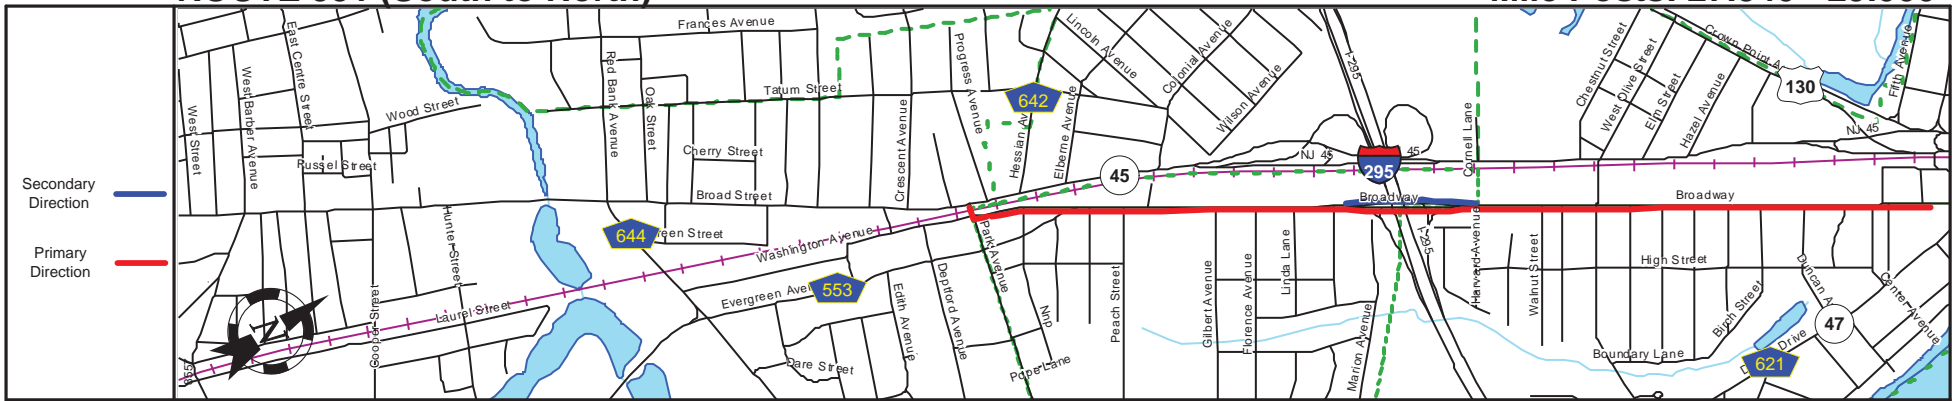 Secondary
Direction
Primary
Direction
Frances Avenue
East Centre Street
West Barber Avenue
West Street
Wood Street
Russel Street
Red Bank Avenue
Oak Street
Tatum Street
Cherry Street
Broad Street
Crescent Avenue
Progress Avenue
642
Hessian Av
Elberne Avenue
Lincoln Avenue
Colonial Avenue
Wilson Avenue
I-295
NJ 45
45
295
45
Cornell Lane
Chestnut Street
West Olive Street
Elm Street
Hazel Avenue
Crown Point A
130
Fifth Avenue
NJ 45
Broadway
Broadway
644
een Street
Washington Avenue
Hunter Street
Laurel Street
Cooper Street
553
Evergreen Aven
Edith Avenue
Deptford Avenue
Park Avenue
Dare Street
Nnp
Pops Lane
Peach Street
Gilbert Avenue
Florence Avenue
Linda Lane
Marion Avenue
I-295
Harvard Avenue
Walnut Street
High Street
Birch Street
Duncan A
Center Avenue
47
Boundary Lane
621
Drive
N